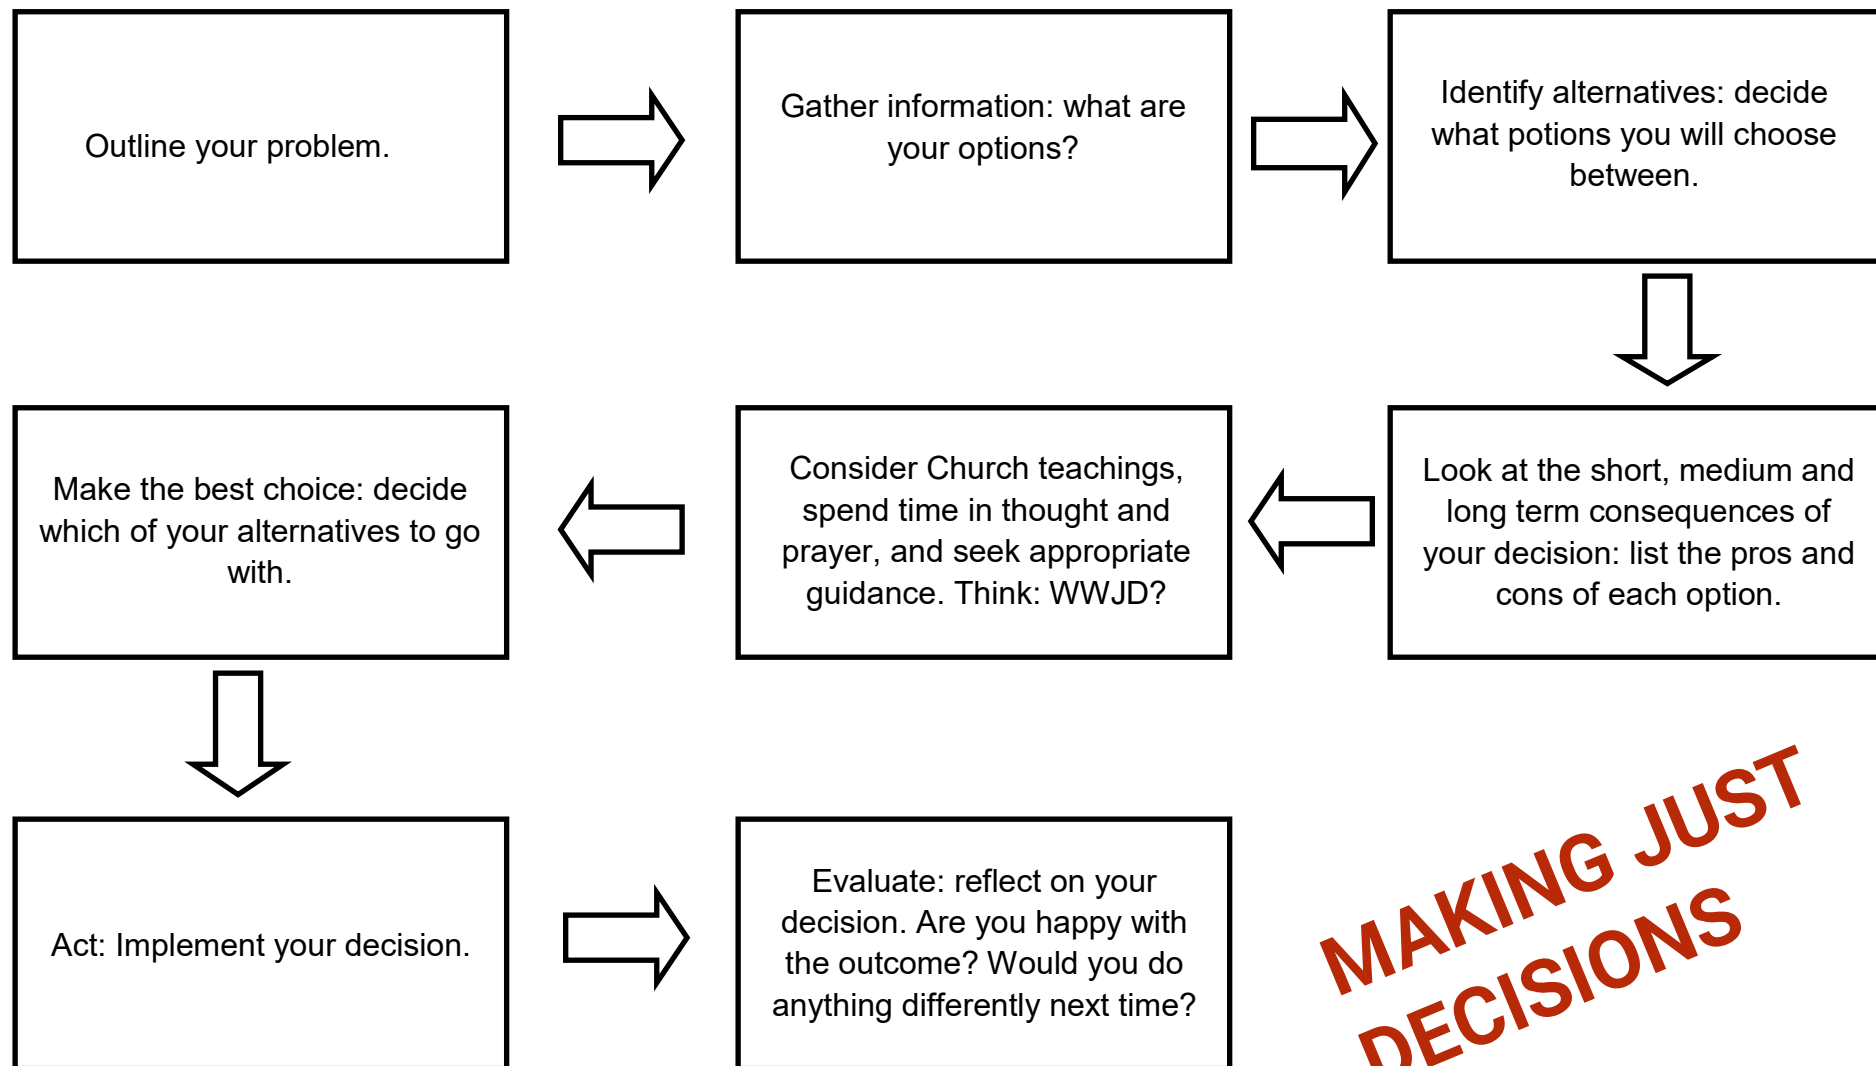 Outline your problem.
Gather information: what are
your options?
Identify alternatives: decide
what potions you will choose
between.
Look at the short, medium and
long term consequences of
your decision: list the pros and
cons of each option.
Consider Church teachings,
spend time in thought and
prayer, and seek appropriate
guidance. Think: WWJD?
Make the best choice: decide
which of your alternatives to go
with.
Act: Implement your decision.
Evaluate: reflect on your
decision. Are you happy with
the outcome? Would you do
anything differently next time?
MAKING JUST
DECISIONS